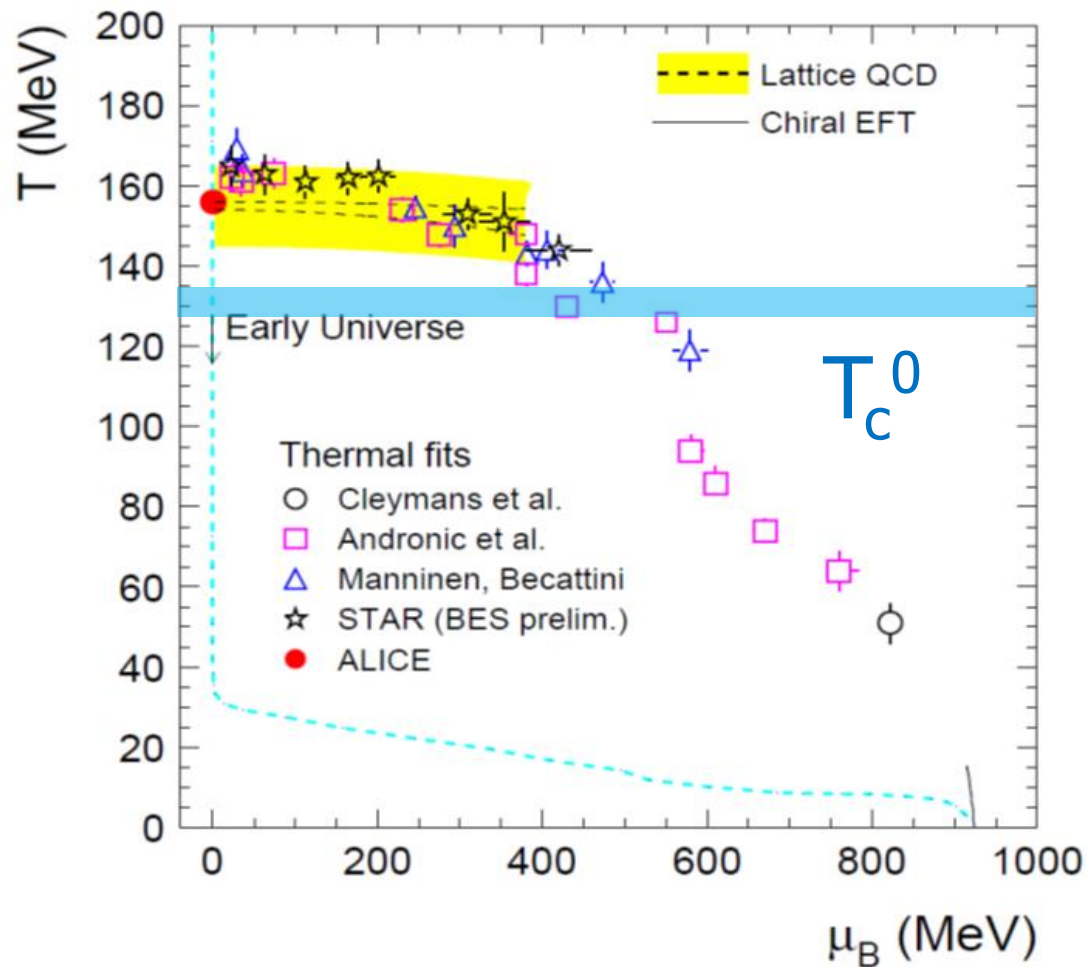 T (MeV)
200
180
160
140
120
100
80
60
40
20
0
Lattice QCD
Chiral EFT
Early Universe
T_c^0
Thermal fits
Cleymans et al.
Andronic et al.
Manninen, Becattini
STAR (BES prelim.)
ALICE
0 200 400 600 800 1000
μ_B (MeV)